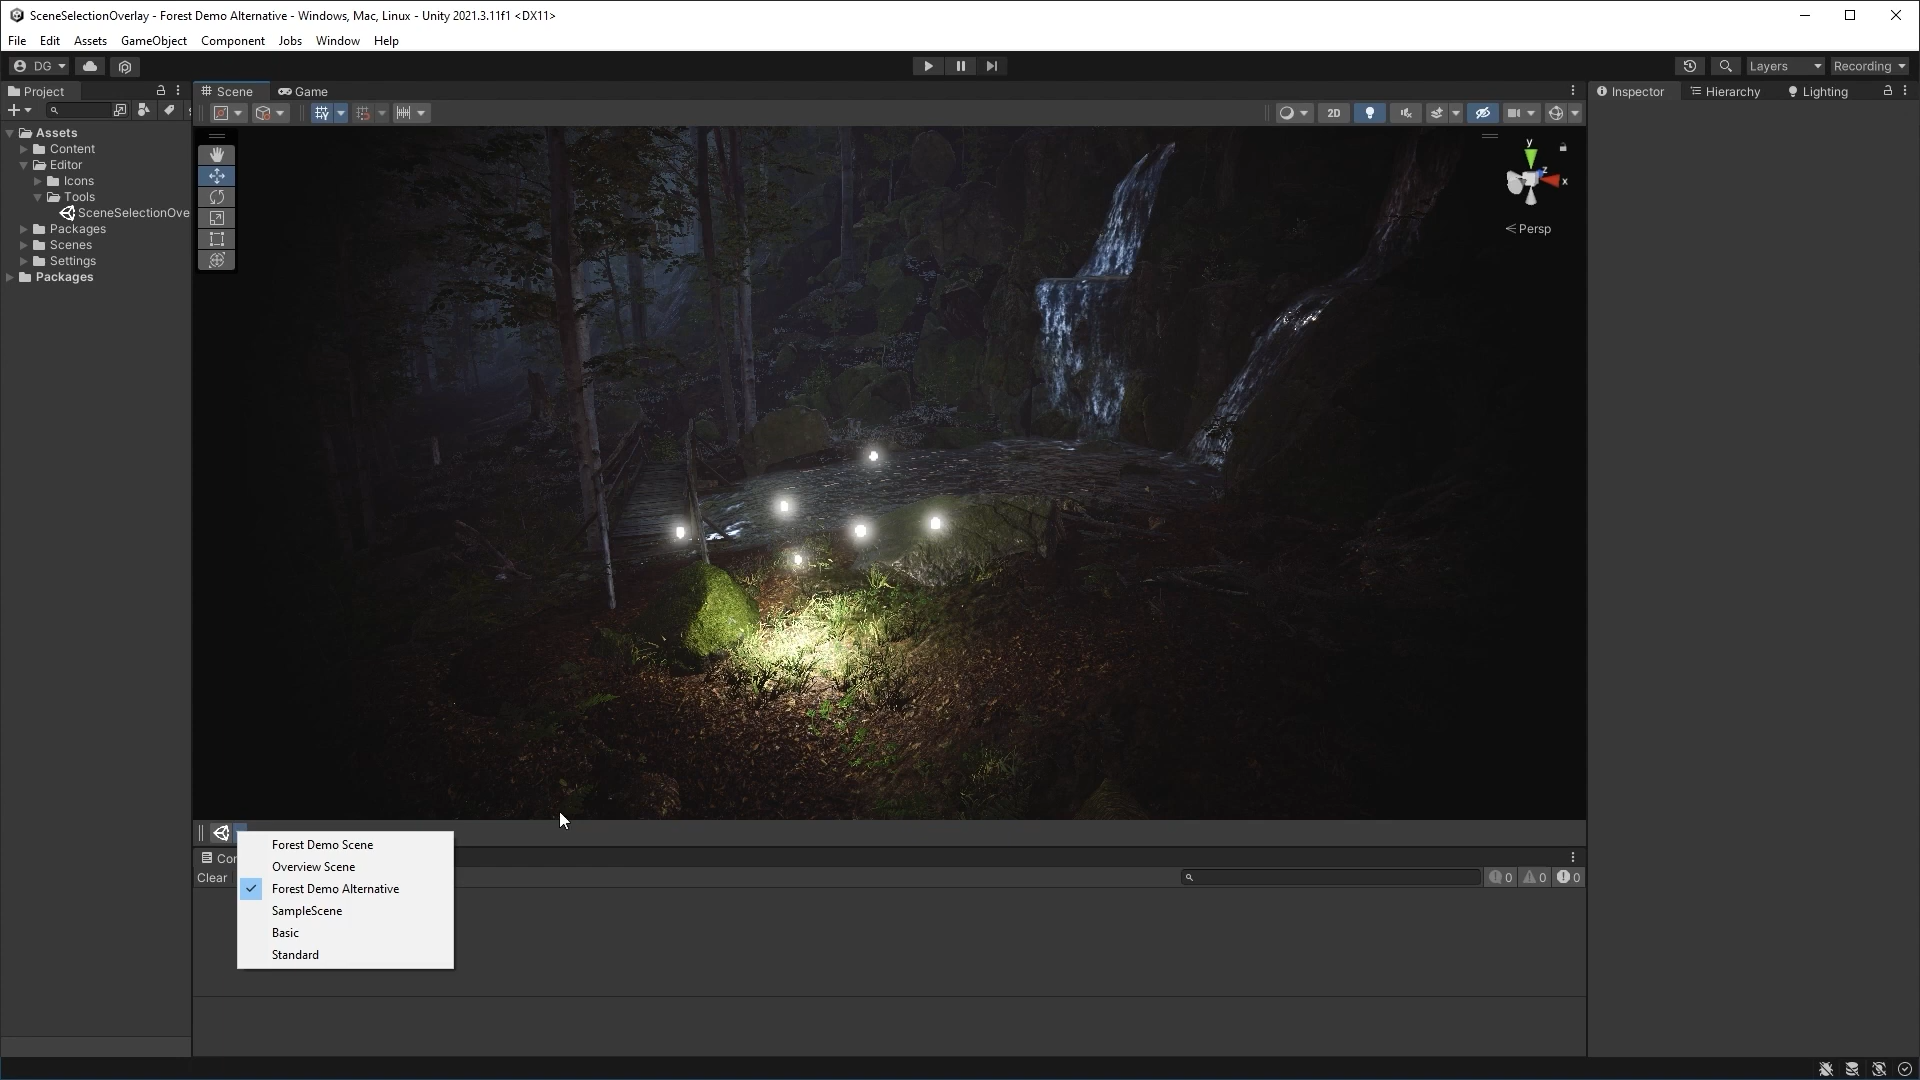 SceneSelectionOverlay - Forest Demo Alternative - Windows, Mac, Linux - Unity 2021.3.11f1 <DX11>
File Edit Assets GameObject Component Jobs Window Help
DG Layers Recording
Project Scene Game Inspector Hierarchy Lighting
2D
Assets
Content
Editor
Icons
Tools
SceneSelectionOve
Packages
Scenes
Settings
Packages
y
z
x
Persp
Forest Demo Scene
Overview Scene
Forest Demo Alternative
SampleScene
Basic
Standard
Con
Clear 0 0 0